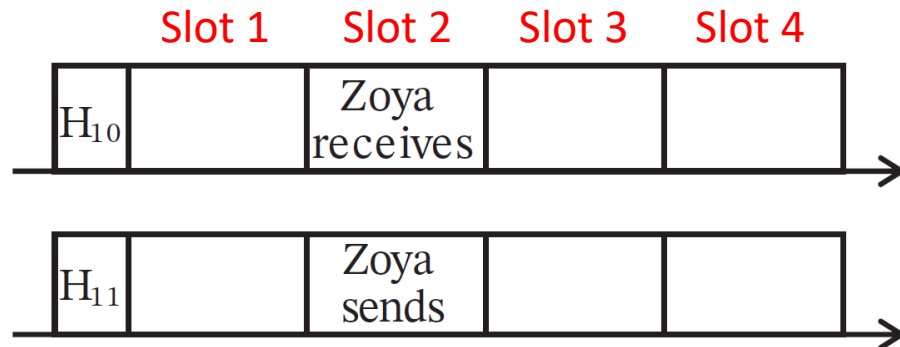 Slot 1 Slot 2 Slot 3 Slot 4
H₁₀ Zoya receives
H₁₁ Zoya sends